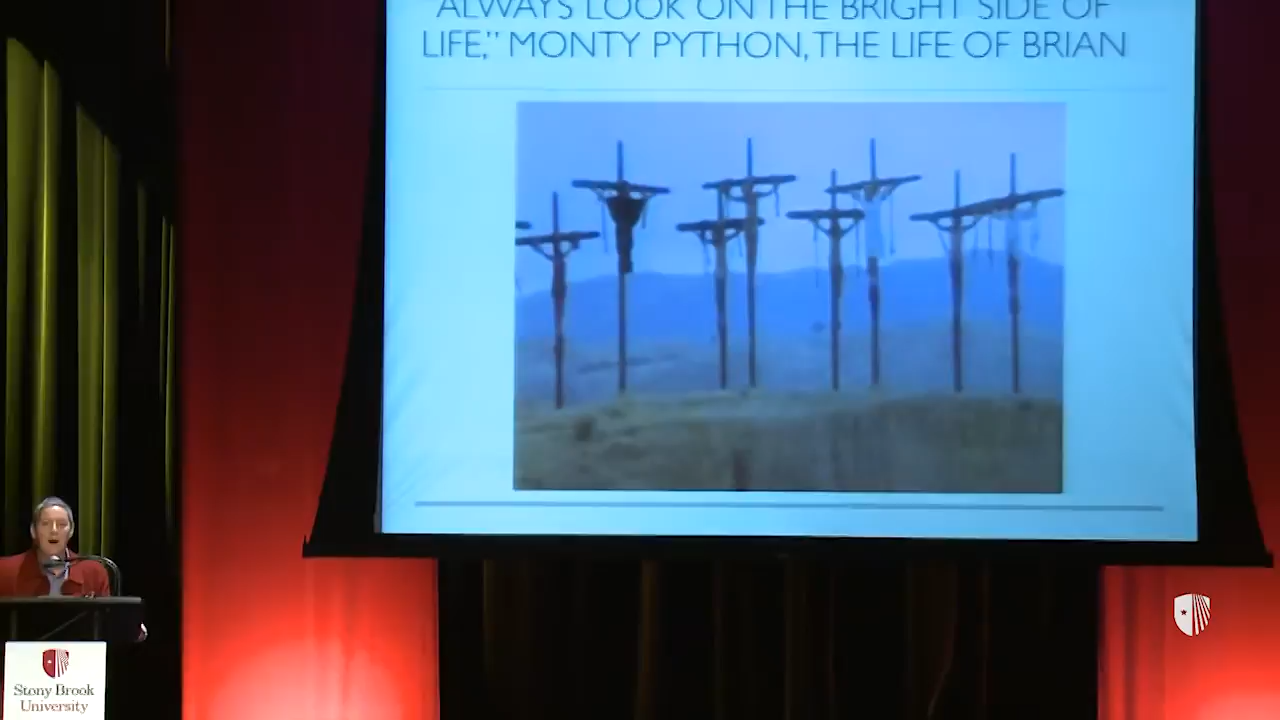 "ALWAYS LOOK ON THE BRIGHT SIDE OF
LIFE," MONTY PYTHON, THE LIFE OF BRIAN
Stony Brook
University